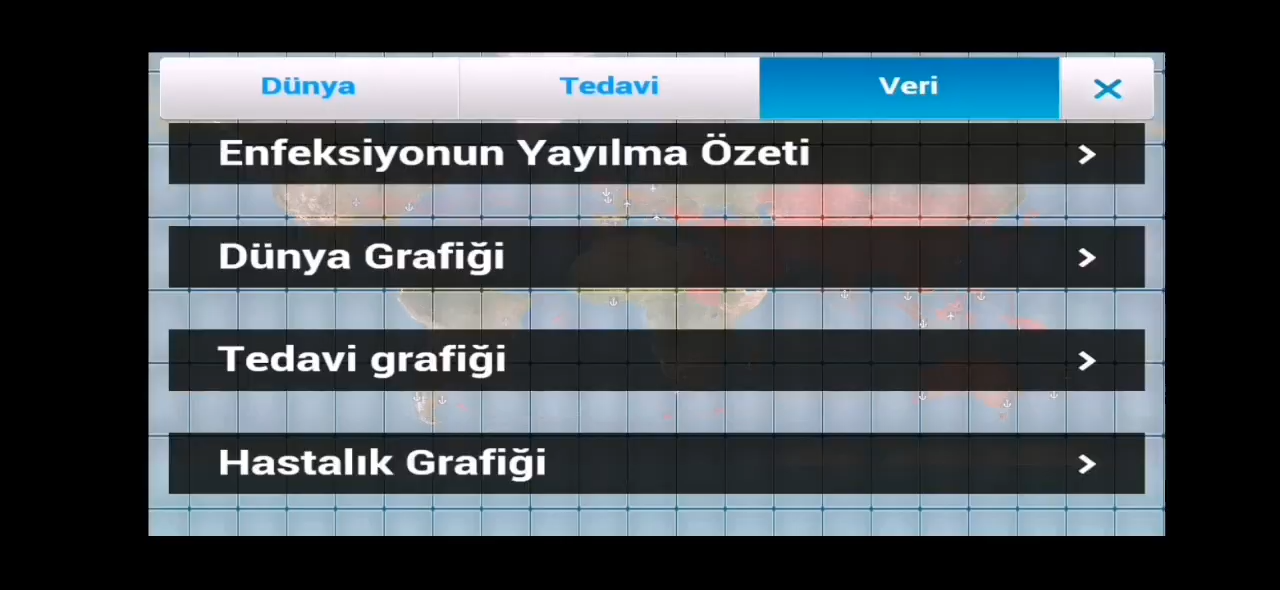 Dünya
Tedavi
Veri
Enfeksiyonun Yayılma Özeti
Dünya Grafiği
Tedavi grafiği
Hastalık Grafiği